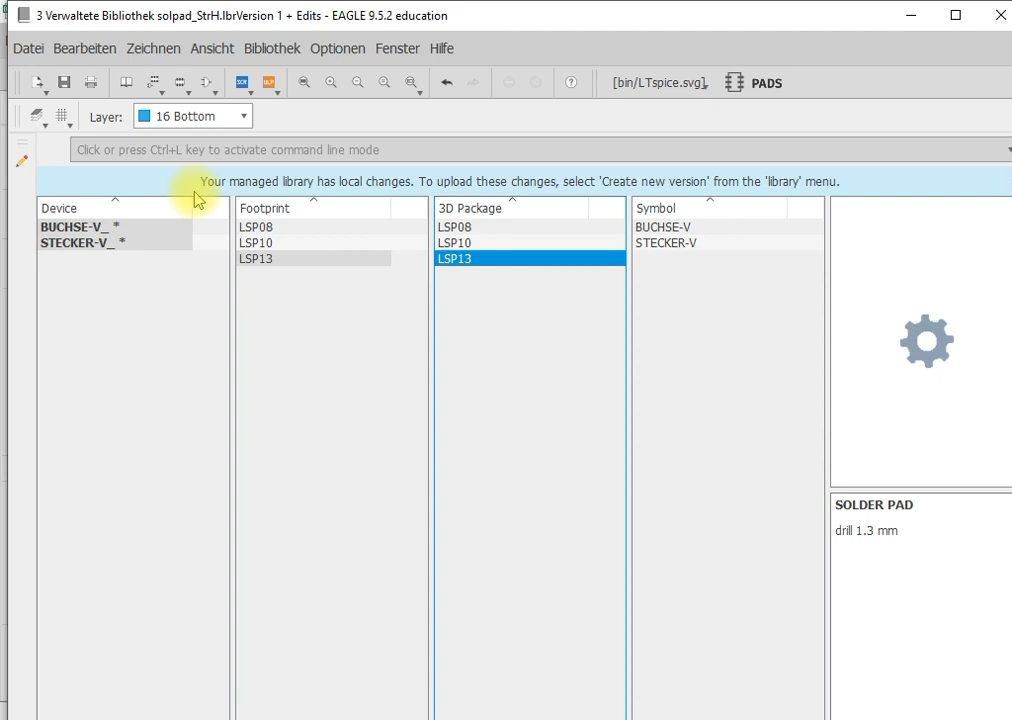 3 Verwaltete Bibliothek solpad_StrH.lbrVersion 1 + Edits - EAGLE 9.5.2 education
Datei Bearbeiten Zeichnen Ansicht Bibliothek Optionen Fenster Hilfe
SCR ULP [bin/LTspice.svg], PADS
Layer: 16 Bottom
Click or press Ctrl+L key to activate command line mode
Your managed library has local changes. To upload these changes, select 'Create new version' from the 'library' menu.
Device Footprint 3D Package Symbol
BUCHSE-V_ * LSP08 LSP08 BUCHSE-V
STECKER-V_ * LSP10 LSP10 STECKER-V
LSP13 LSP13
SOLDER PAD
drill 1.3 mm